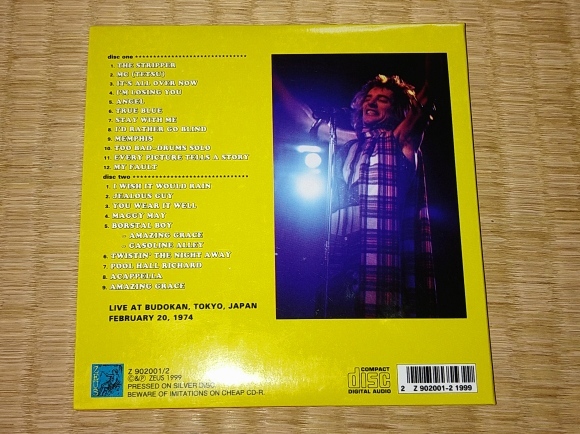 disc one
1. THE STRIPPER
2. MC (TETSU)
3. IT'S ALL OVER NOW
4. I'M LOSING YOU
5. ANGEL
6. TRUE BLUE
7. STAY WITH ME
8. I'D RATHER GO BLIND
9. MEMPHIS
10. TOO BAD~DRUMS SOLO
11. EVERY PICTURE TELLS A STORY
12. MY FAULT
disc two
1. I WISH IT WOULD RAIN
2. JEALOUS GUY
3. YOU WEAR IT WELL
4. MAGGY MAY
5. BORSTAL BOY
~ AMAZING GRACE
~ GASOLINE ALLEY
6. TWISTIN' THE NIGHT AWAY
7. POOL HALL RICHARD
8. ACAPPELLA
9. AMAZING GRACE
LIVE AT BUDOKAN, TOKYO, JAPAN
FEBRUARY 20, 1974
ZEUS
Z 902001/2
©&℗ ZEUS 1999
PRESSED ON SILVER DISC
BEWARE OF IMITATIONS ON CHEAP CD-R
COMPACT
disc
DIGITAL AUDIO
2 Z 902001-2 1999